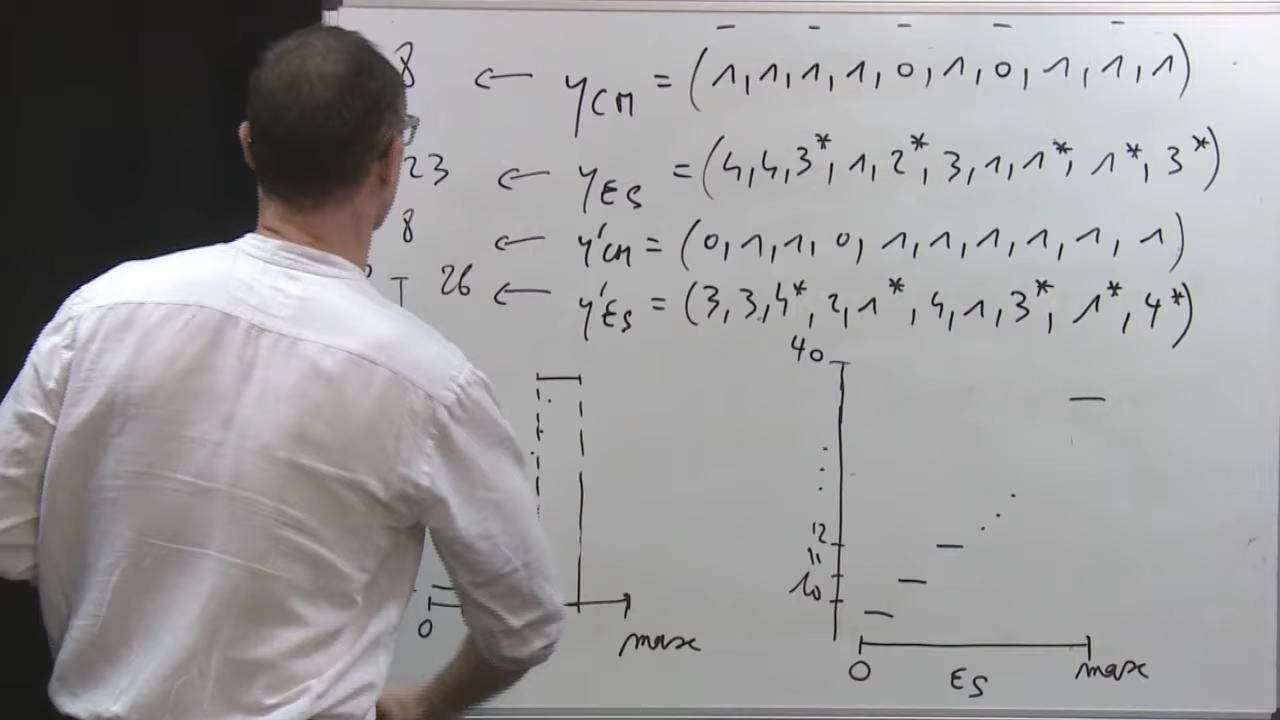 8 ← yCM = (1,1,1,1,0,1,0,1,1,1)
23 ← yES = (4,4,3*,1,2*,3,1,1*,1*,3*)
8 ← y'CM = (0,1,1,0,1,1,1,1,1,1)
T 26 ← y'ES = (3,3,4*,2,1*,4,1,3*,1*,4*)
40
12
11
10
0 max
0 ES max